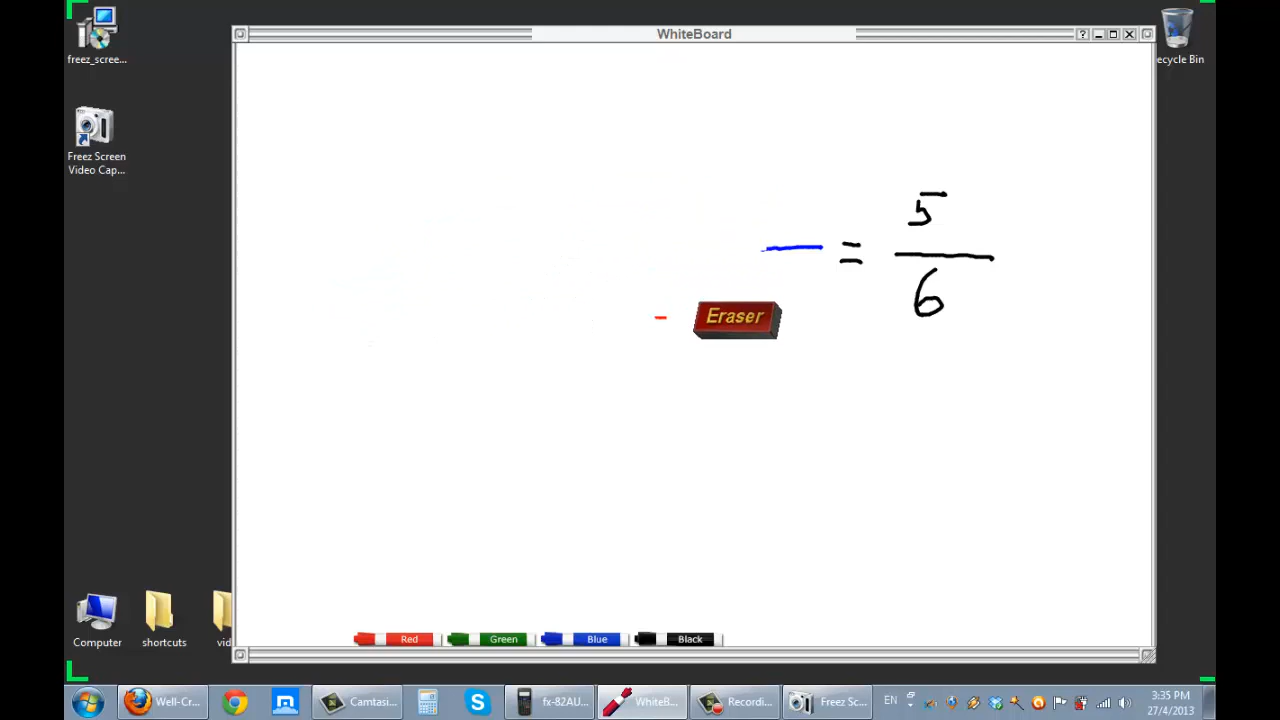 WhiteBoard
?
freez_scree...
ecycle Bin
Freez Screen
Video Cap...
5
=
6
Eraser
Computer
shortcuts
vid
Red
Green
Blue
Black
Well-Cr...
Camtasi...
fx-82AU...
WhiteB...
Recordi...
Freez Sc...
EN
3:35 PM
27/4/2013